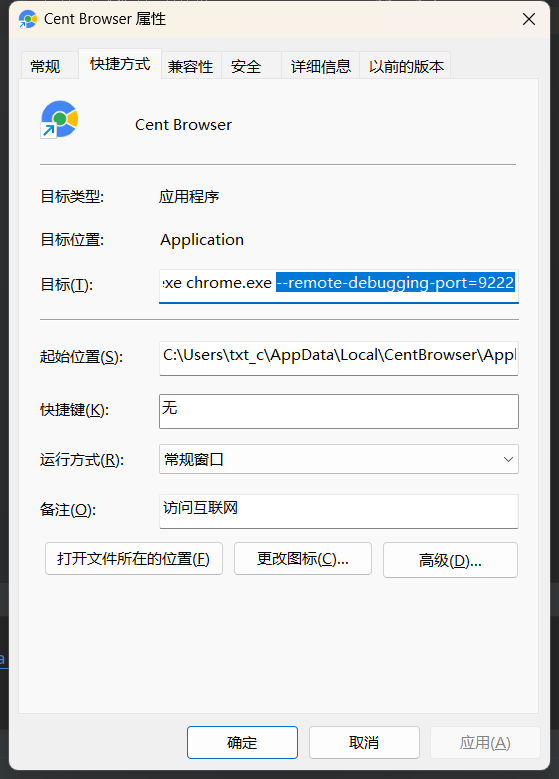 Cent Browser 属性
常规 快捷方式 兼容性 安全 详细信息 以前的版本
Cent Browser
目标类型: 应用程序
目标位置: Application
目标(T): exe chrome.exe --remote-debugging-port=9222
起始位置(S): C:\Users\txt_c\AppData\Local\CentBrowser\Appl
快捷键(K): 无
运行方式(R): 常规窗口
备注(O): 访问互联网
打开文件所在的位置(F) 更改图标(C)... 高级(D)...
确定 取消 应用(A)